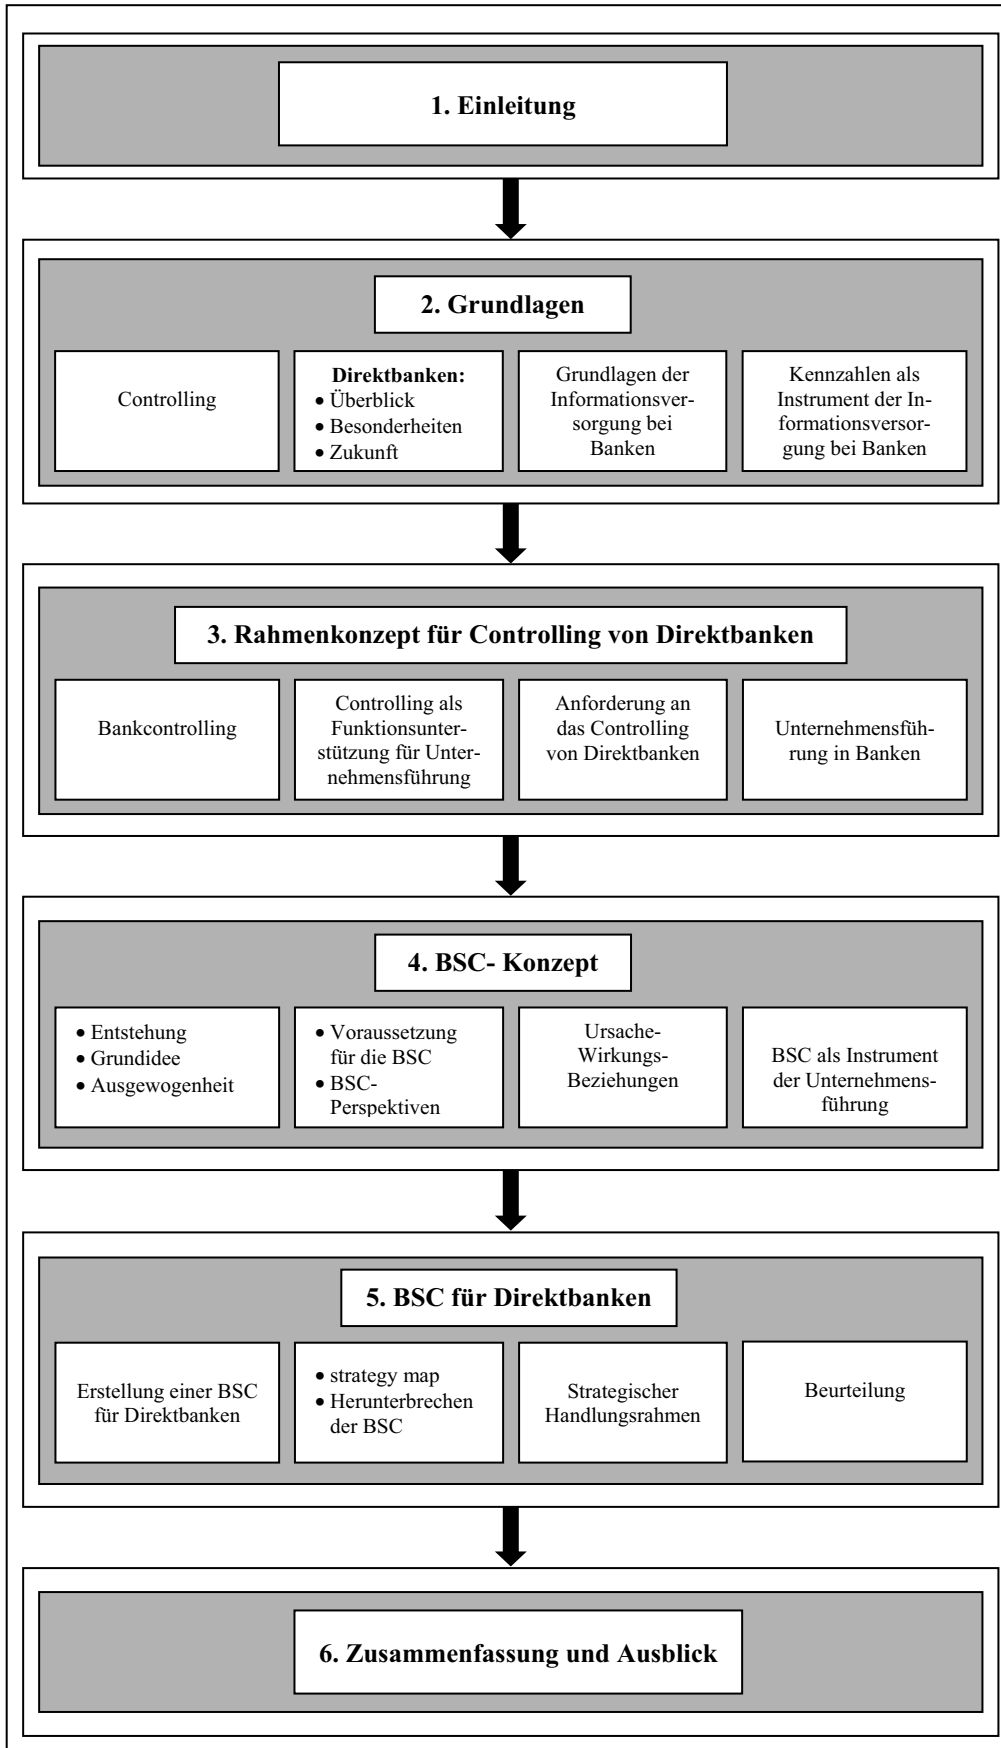 1. Einleitung
2. Grundlagen
Controlling
Direktbanken:
• Überblick
• Besonderheiten
• Zukunft
Grundlagen der
Informationsver-
sorgung bei
Banken
Kennzahlen als
Instrument der In-
formationsversor-
gung bei Banken
3. Rahmenkonzept für Controlling von Direktbanken
Bankcontrolling
Controlling als
Funktionsunter-
stützung für Unter-
nehmensführung
Anforderung an
das Controlling
von Direktbanken
Unternehmensfüh-
rung in Banken
4. BSC- Konzept
• Entstehung
• Grundidee
• Ausgewogenheit
• Voraussetzung
für die BSC
• BSC-
Perspektiven
Ursache-
Wirkungs-
Beziehungen
BSC als Instrument
der Unternehmens-
führung
5. BSC für Direktbanken
Erstellung einer BSC
für Direktbanken
• strategy map
• Herunterbrechen
der BSC
Strategischer
Handlungsrahmen
Beurteilung
6. Zusammenfassung und Ausblick